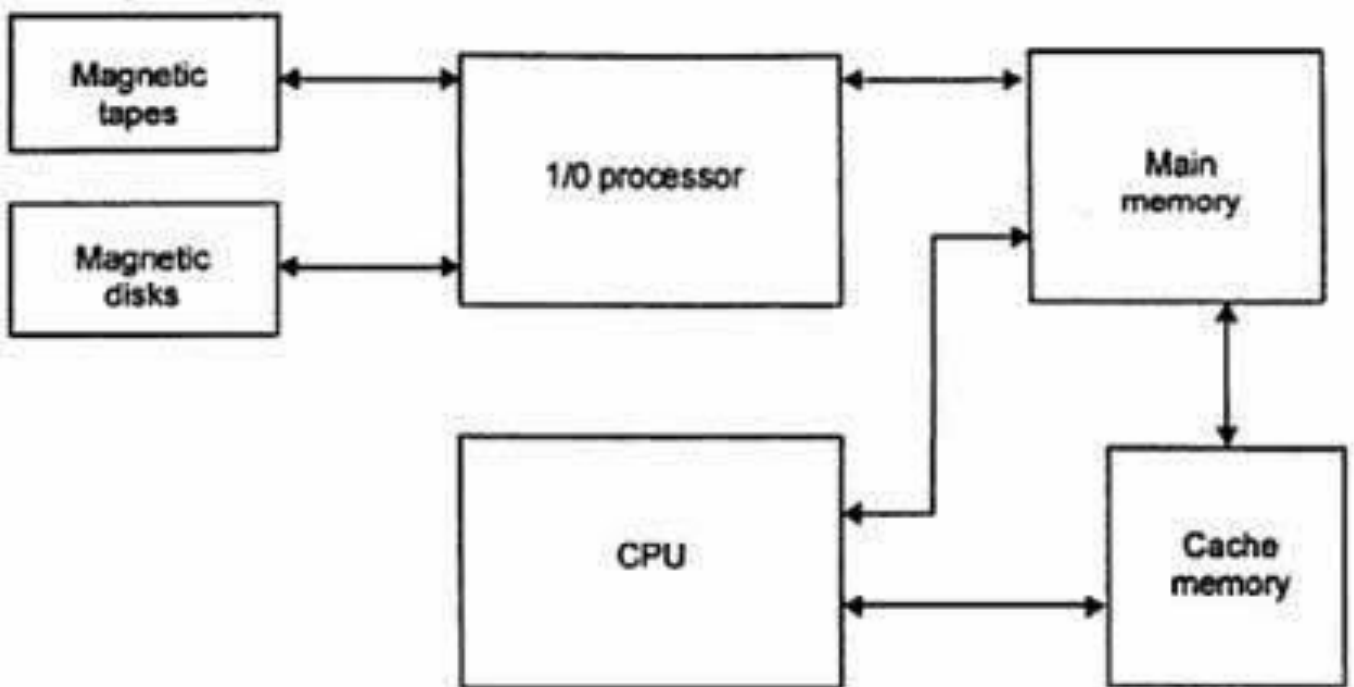 Magnetic
tapes
1/0 processor
Main
memory
Magnetic
disks
CPU
Cache
memory